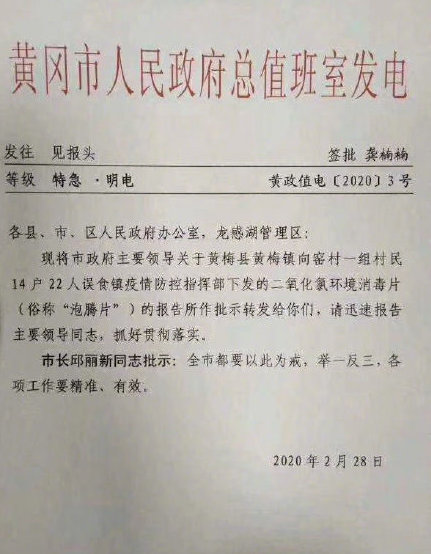 黄冈市人民政府总值班室发电
发往 见报头 签批 龚楠楠
等级 特急·明电 黄政值电〔2020〕3号
各县、市、区人民政府办公室，龙感湖管理区：
现将市政府主要领导关于黄梅县黄梅镇向窑村一组村民
14户22人误食镇疫情防控指挥部下发的二氧化氯环境消毒片
（俗称“泡腾片”）的报告所作批示转发给你们，请迅速报告
主要领导同志，抓好贯彻落实．
市长邱丽新同志批示：全市都要以此为戒，举一反三，各
项工作要精准、有效。
2020年2月28日